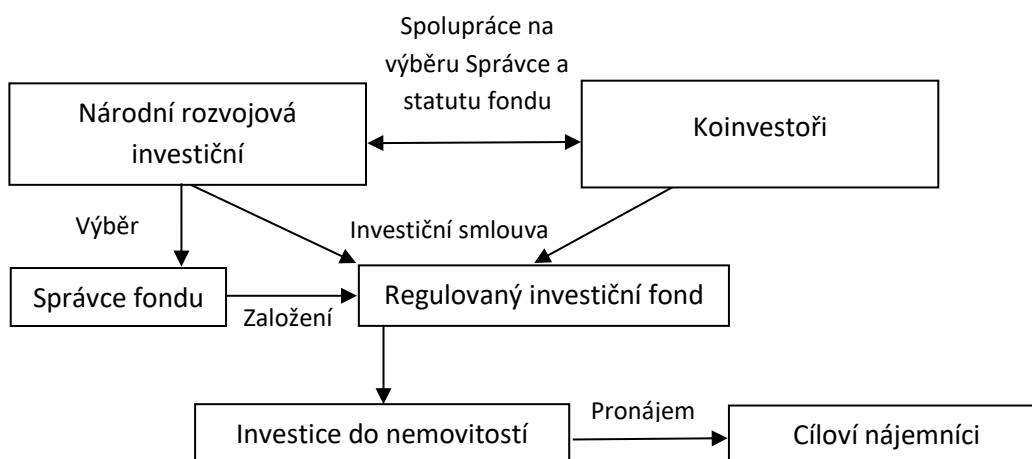 Spolupráce na
výběru Správce a
statutu fondu
Národní rozvojová
investiční
Koinvestoři
Výběr
Investiční smlouva
Správce fondu
Založení
Regulovaný investiční fond
Investice do nemovitostí
Pronájem
Cíloví nájemníci